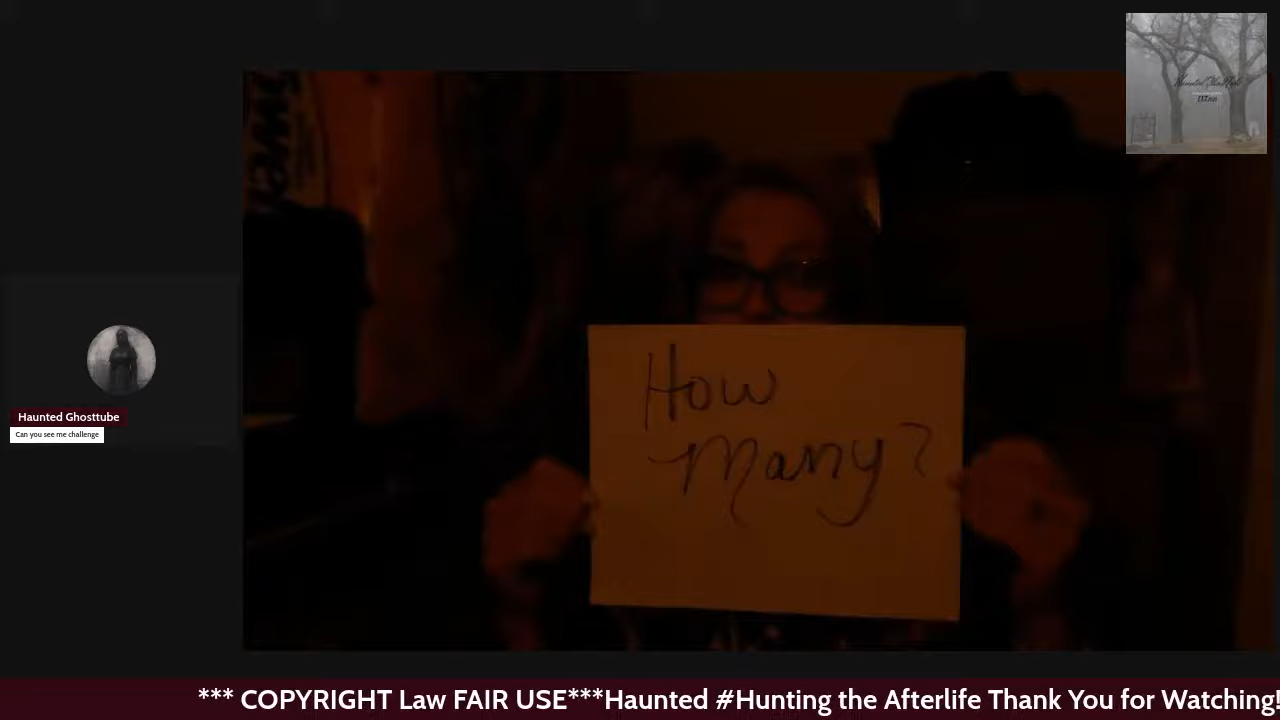 How
Many?
Haunted Ghosttube
Can you see me challenge
*** COPYRIGHT Law FAIR USE***Haunted #Hunting the Afterlife Thank You for Watching!